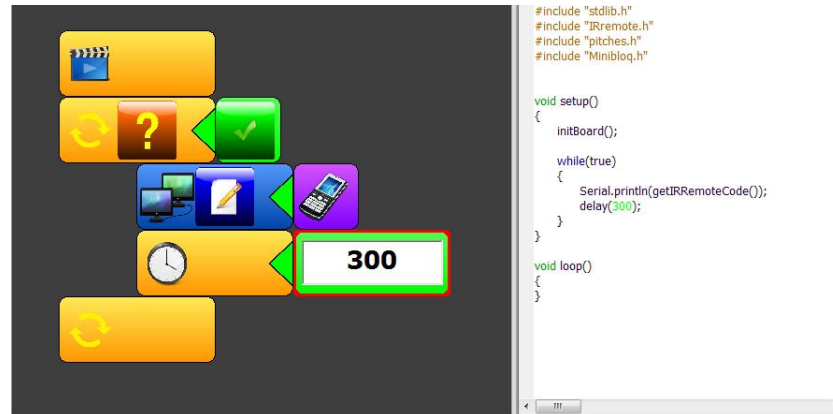 ?
300
#include "stdlib.h"
#include "IRremote.h"
#include "pitches.h"
#include "Minibloq.h"
void setup()
{
initBoard();
while(true)
{
Serial.println(getIRRemoteCode());
delay(300);
}
}
void loop()
{
}